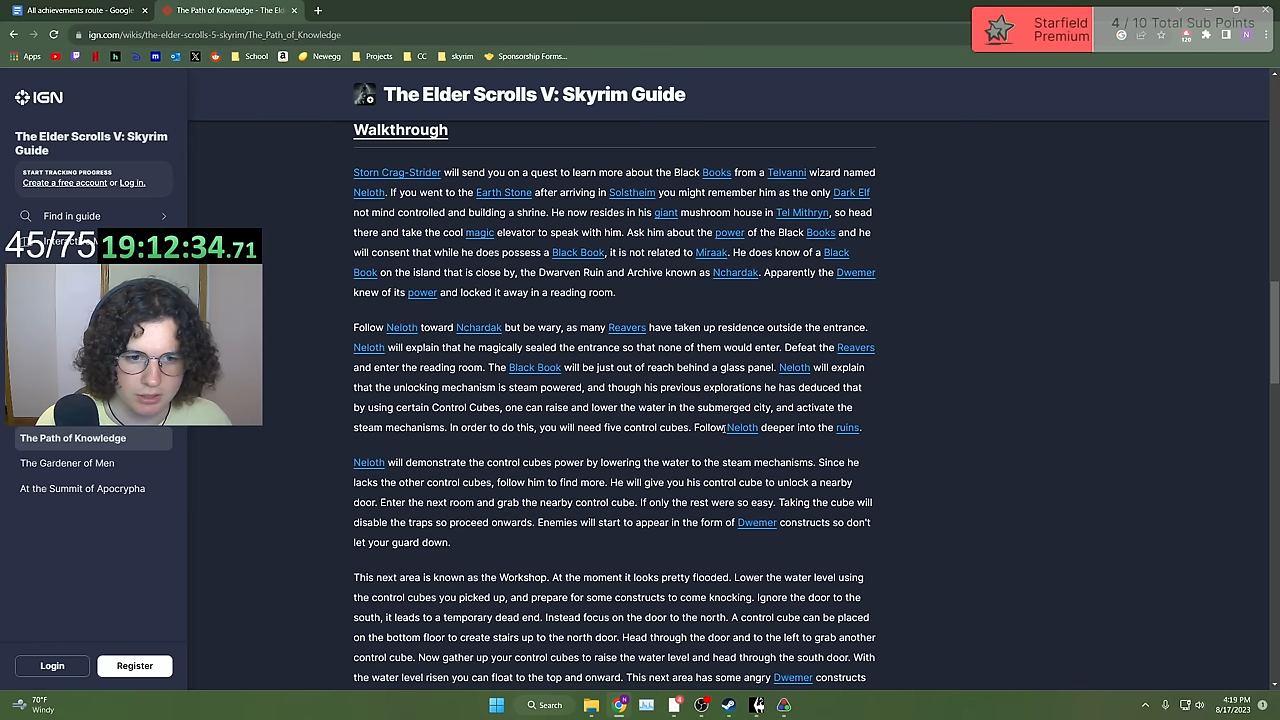 All achievements route - Google
The Path of Knowledge - The Eld
ign.com/wikis/the-elder-scrolls-5-skyrim/The_Path_of_Knowledge
Starfield
Premium
4 / 10 Total Sub Points
Apps
School
Newegg
Projects
CC
skyrim
Sponsorship Forms...
IGN
The Elder Scrolls V: Skyrim Guide
The Elder Scrolls V: Skyrim
Guide
START TRACKING PROGRESS
Create a free account or Log in.
Find in guide
45/75
19:12:34.71
The Path of Knowledge
The Gardener of Men
At the Summit of Apocrypha
Login
Register
Walkthrough
Storn Crag-Strider will send you on a quest to learn more about the Black Books from a Telvanni wizard named
Neloth. If you went to the Earth Stone after arriving in Solstheim you might remember him as the only Dark Elf
not mind controlled and building a shrine. He now resides in his giant mushroom house in Tel Mithryn, so head
there and take the cool magic elevator to speak with him. Ask him about the power of the Black Books and he
will consent that while he does possess a Black Book, it is not related to Miraak. He does know of a Black
Book on the island that is close by, the Dwarven Ruin and Archive known as Nchardak. Apparently the Dwemer
knew of its power and locked it away in a reading room.
Follow Neloth toward Nchardak but be wary, as many Reavers have taken up residence outside the entrance.
Neloth will explain that he magically sealed the entrance so that none of them would enter. Defeat the Reavers
and enter the reading room. The Black Book will be just out of reach behind a glass panel. Neloth will explain
that the unlocking mechanism is steam powered, and though his previous explorations he has deduced that
by using certain Control Cubes, one can raise and lower the water in the submerged city, and activate the
steam mechanisms. In order to do this, you will need five control cubes. Follow Neloth deeper into the ruins.
Neloth will demonstrate the control cubes power by lowering the water to the steam mechanisms. Since he
lacks the other control cubes, follow him to find more. He will give you his control cube to unlock a nearby
door. Enter the next room and grab the nearby control cube. If only the rest were so easy. Taking the cube will
disable the traps so proceed onwards. Enemies will start to appear in the form of Dwemer constructs so don't
let your guard down.
This next area is known as the Workshop. At the moment it looks pretty flooded. Lower the water level using
the control cubes you picked up, and prepare for some constructs to come knocking. Ignore the door to the
south, it leads to a temporary dead end. Instead focus on the door to the north. A control cube can be placed
on the bottom floor to create stairs up to the north door. Head through the door and to the left to grab another
control cube. Now gather up your control cubes to raise the water level and head through the south door. With
the water level risen you can float to the top and onward. This next area has some angry Dwemer constructs
70°F
Windy
Search
4:19 PM
8/17/2023